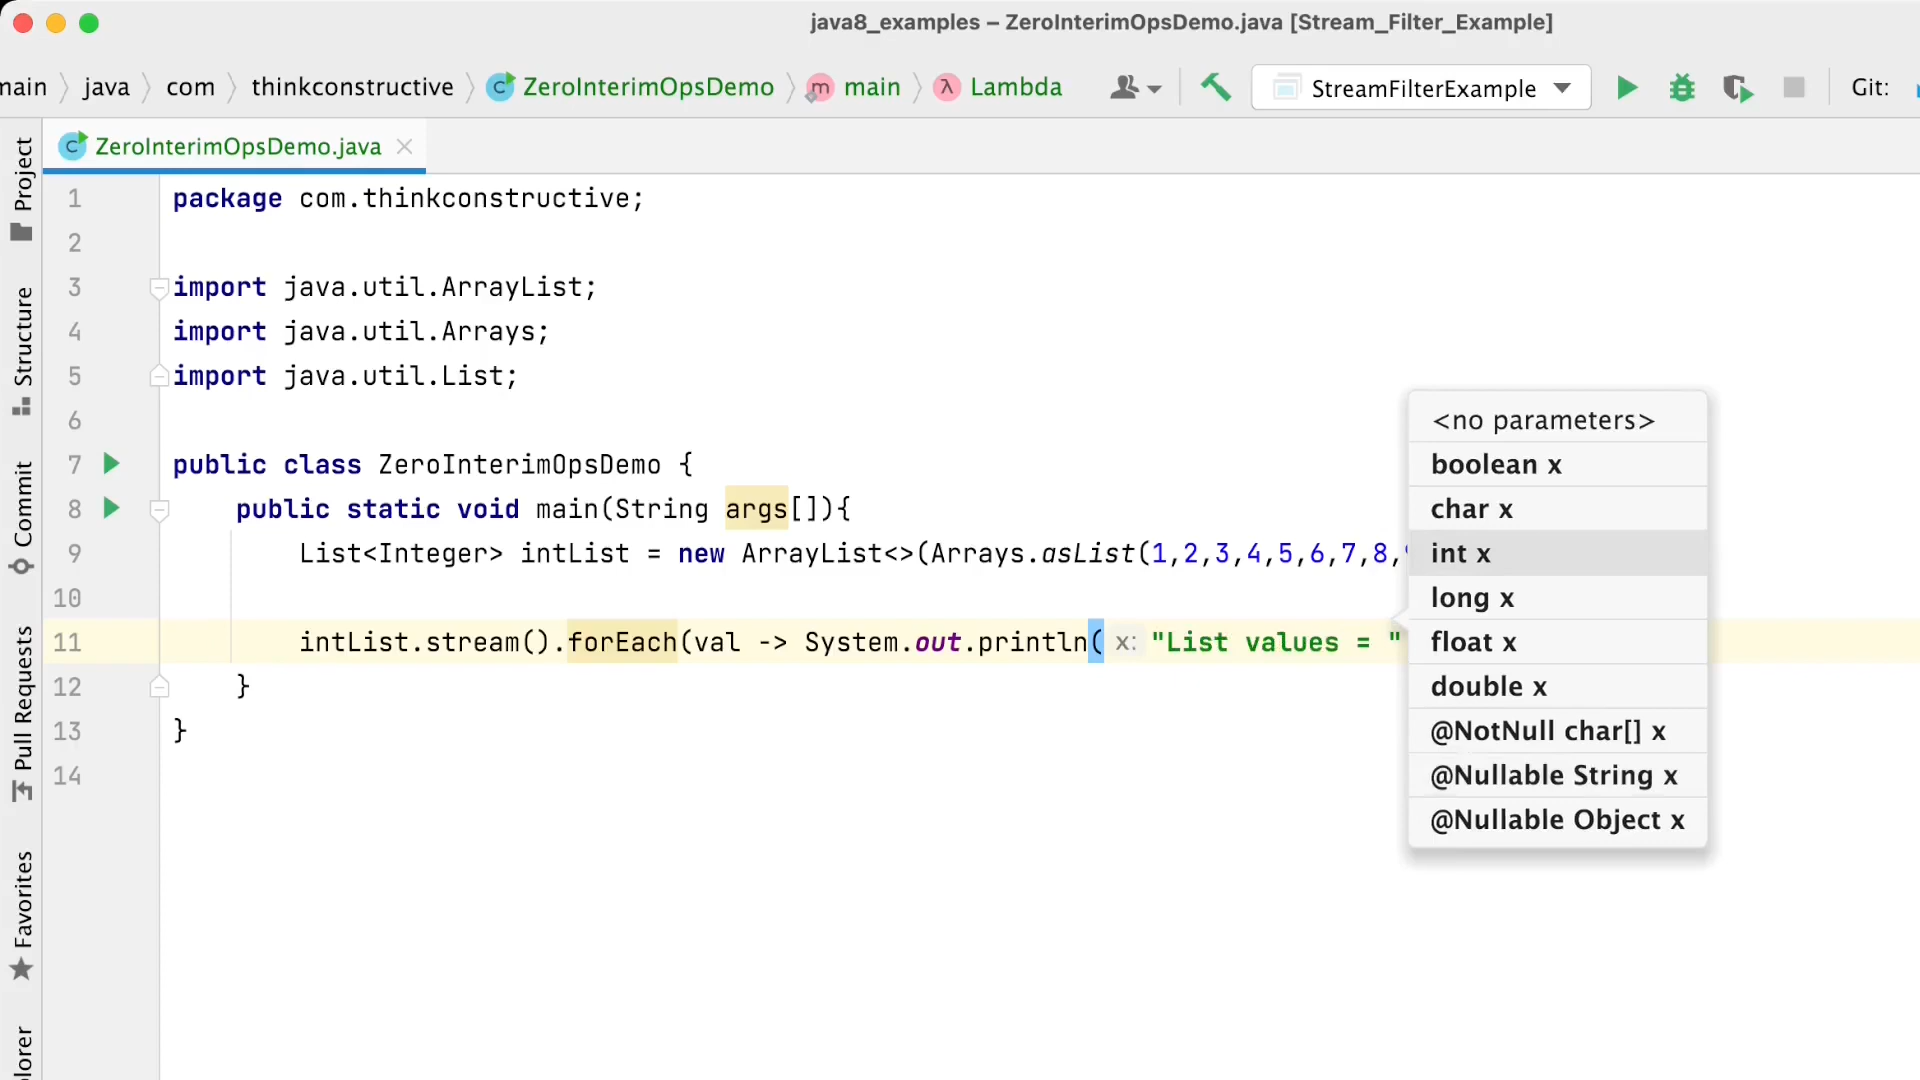 java8_examples – ZeroInterimOpsDemo.java [Stream_Filter_Example]
main java com thinkconstructive C ZeroInterimOpsDemo m main λ Lambda StreamFilterExample Git:
C ZeroInterimOpsDemo.java
Project
Structure
Commit
Pull Requests
Favorites
1 package com.thinkconstructive;
2
3 import java.util.ArrayList;
4 import java.util.Arrays;
5 import java.util.List;
6
7 public class ZeroInterimOpsDemo {
8 public static void main(String args[]){
9 List<Integer> intList = new ArrayList<>(Arrays.asList(1,2,3,4,5,6,7,8,
10
11 intList.stream().forEach(val -> System.out.println( x: "List values = "
12 }
13 }
14
<no parameters>
boolean x
char x
int x
long x
float x
double x
@NotNull char[] x
@Nullable String x
@Nullable Object x